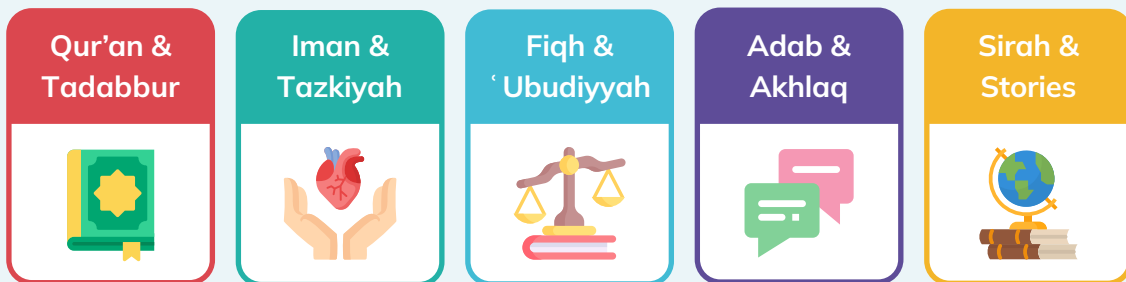 Qur’an &
Tadabbur
Iman &
Tazkiyah
Fiqh &
ʿUbudiyyah
Adab &
Akhlaq
Sirah &
Stories